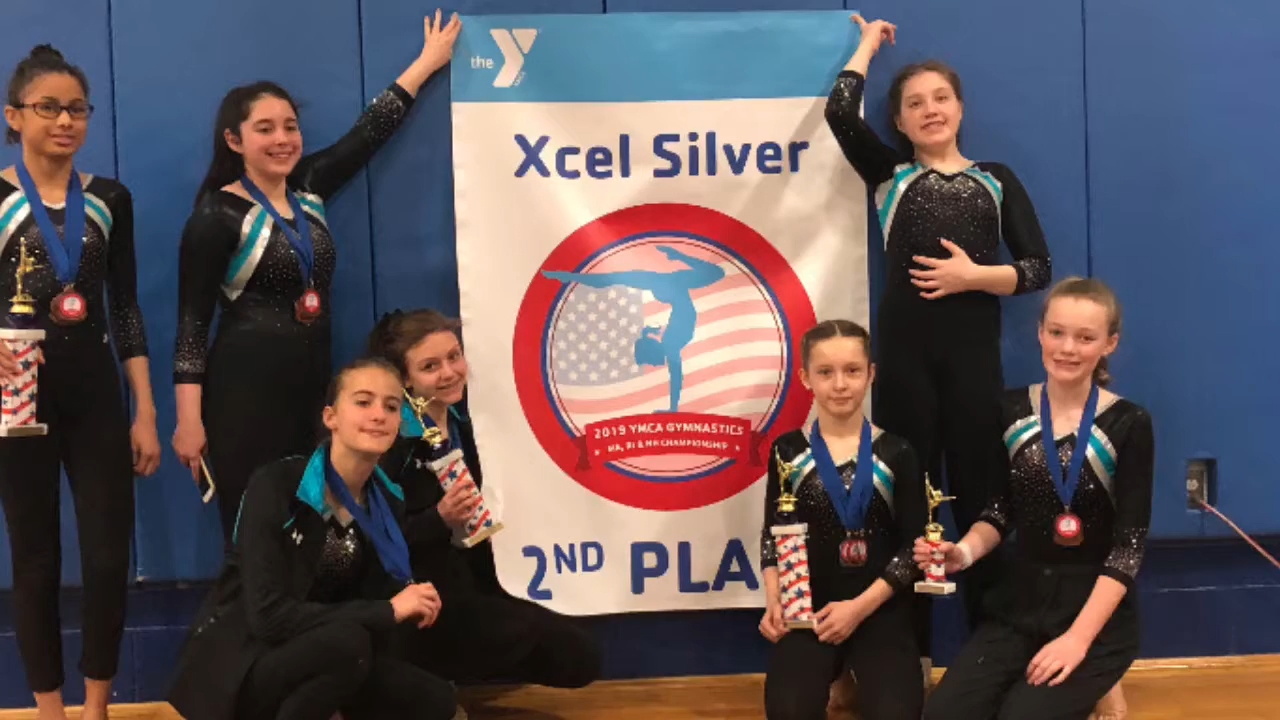 the Y
Xcel Silver
2019 YMCA GYMNASTICS
MA, RI & NH CHAMPIONSHIP
2ND PLA